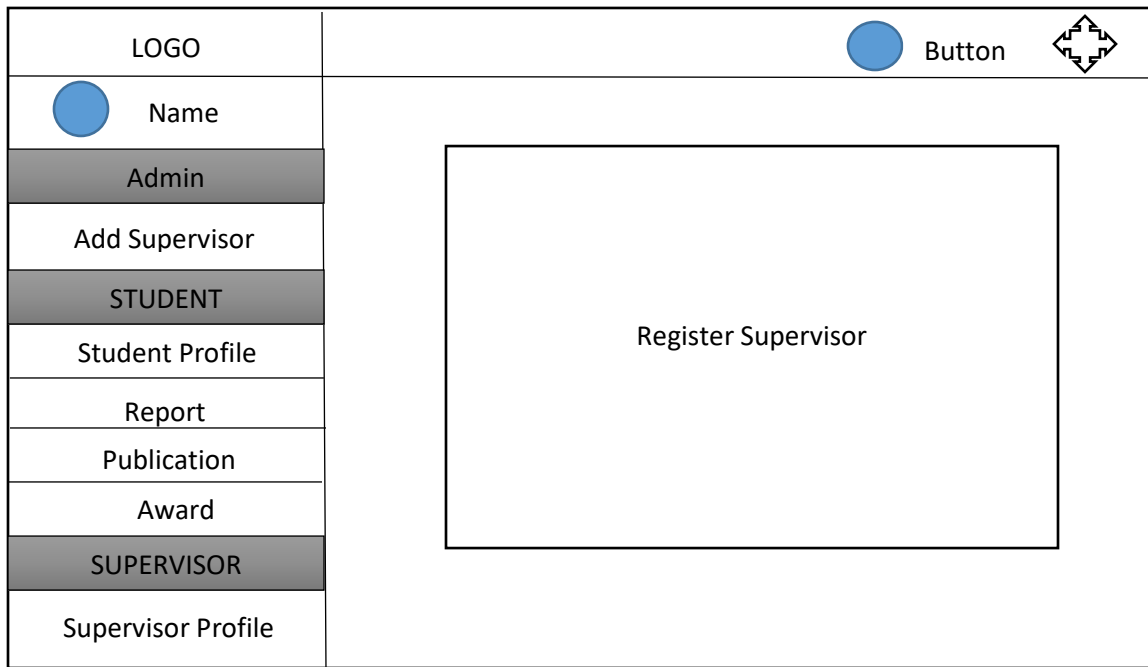 LOGO
Button
Name
Admin
Add Supervisor
STUDENT
Student Profile
Report
Publication
Award
SUPERVISOR
Supervisor Profile
Register Supervisor